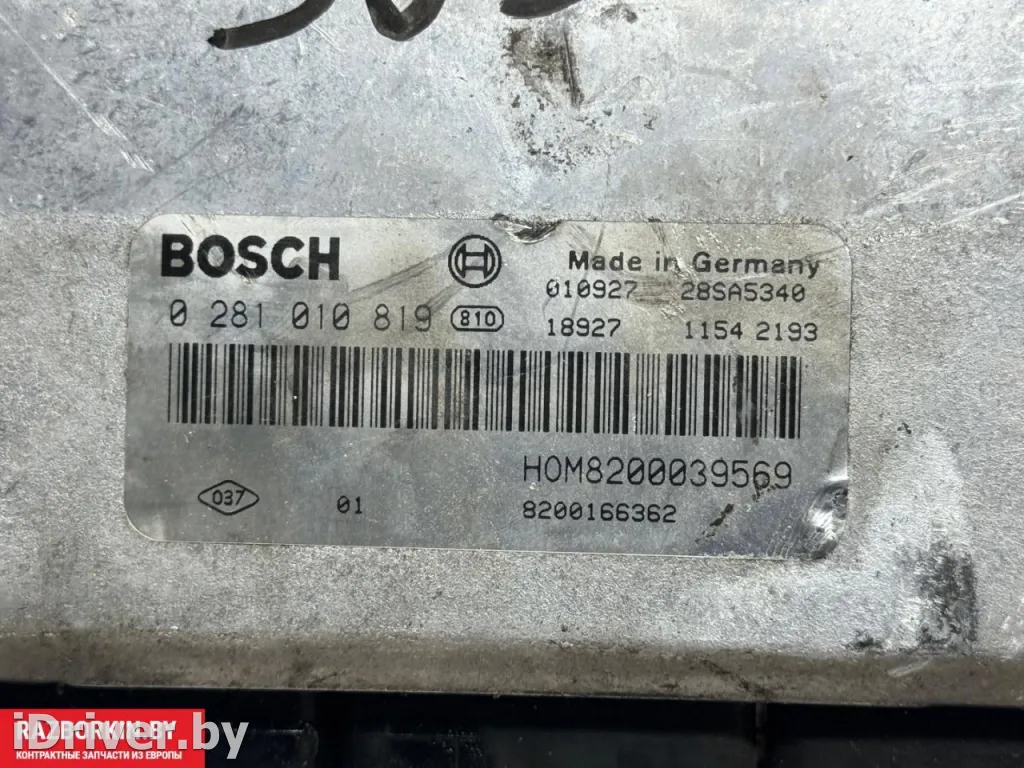 BOSCH
Made in Germany
010927 28SA5340
0 281 010 819 810
18927 1154 2193
HOM8200039569
037 01 8200166362
RAZBORKIN.BY
iDriver.by
КОНТРАКТНЫЕ ЗАПЧАСТИ ИЗ ЕВРОПЫ